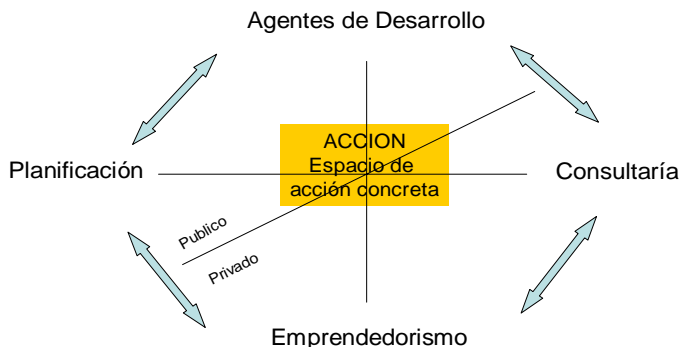 Agentes de Desarrollo
ACCION
Espacio de
acción concreta
Planificación
Consultaría
Publico
Privado
Emprendedorismo